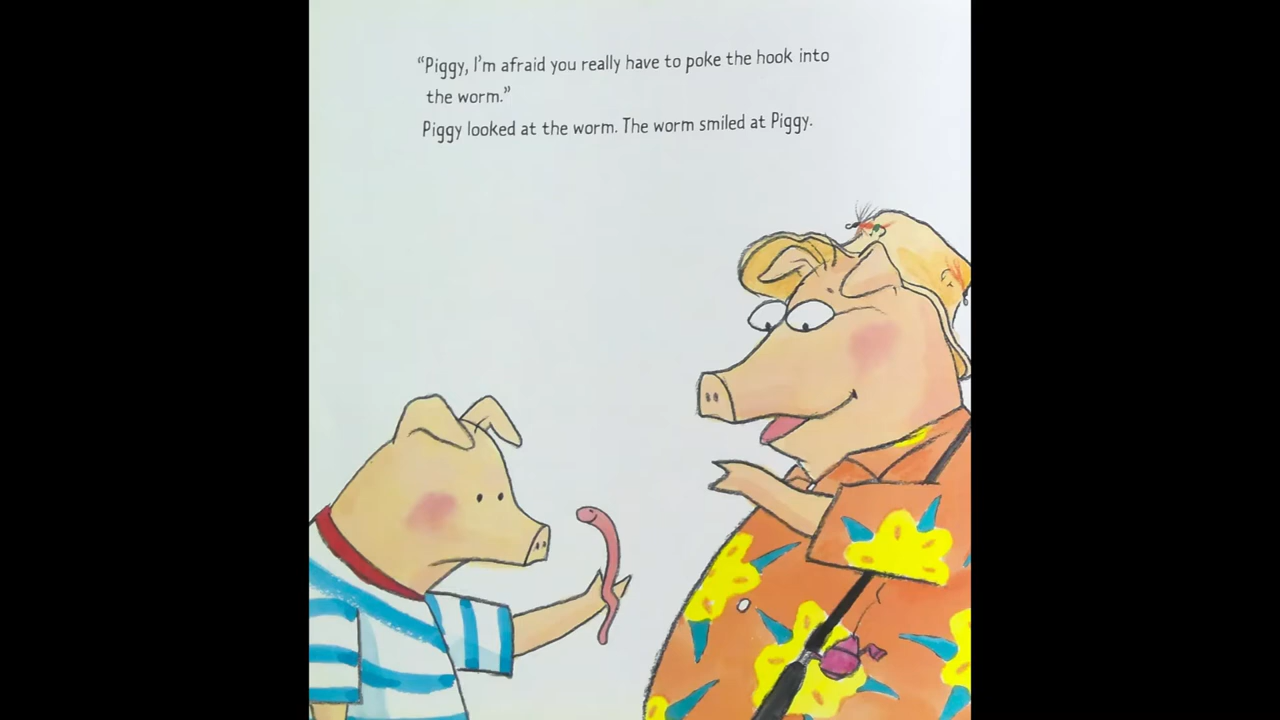 “Piggy, I’m afraid you really have to poke the hook into
the worm.”
Piggy looked at the worm. The worm smiled at Piggy.